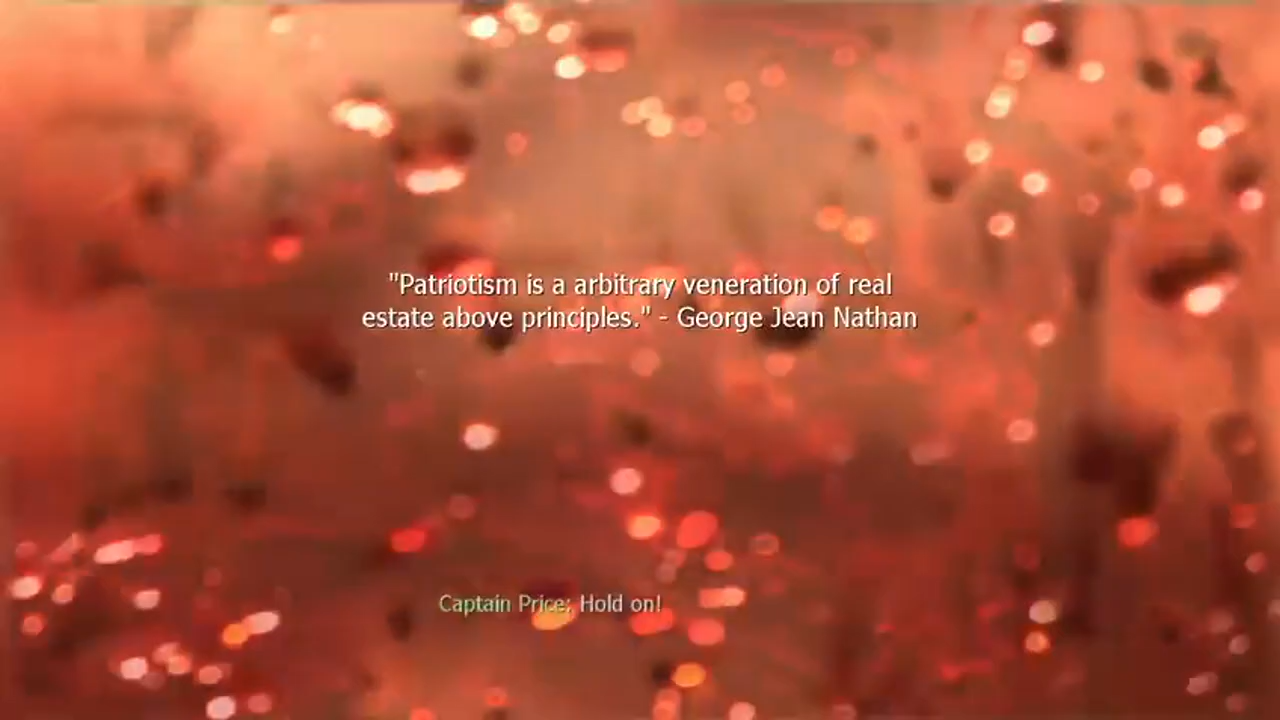 "Patriotism is a arbitrary veneration of real
estate above principles." - George Jean Nathan
Captain Price: Hold on!